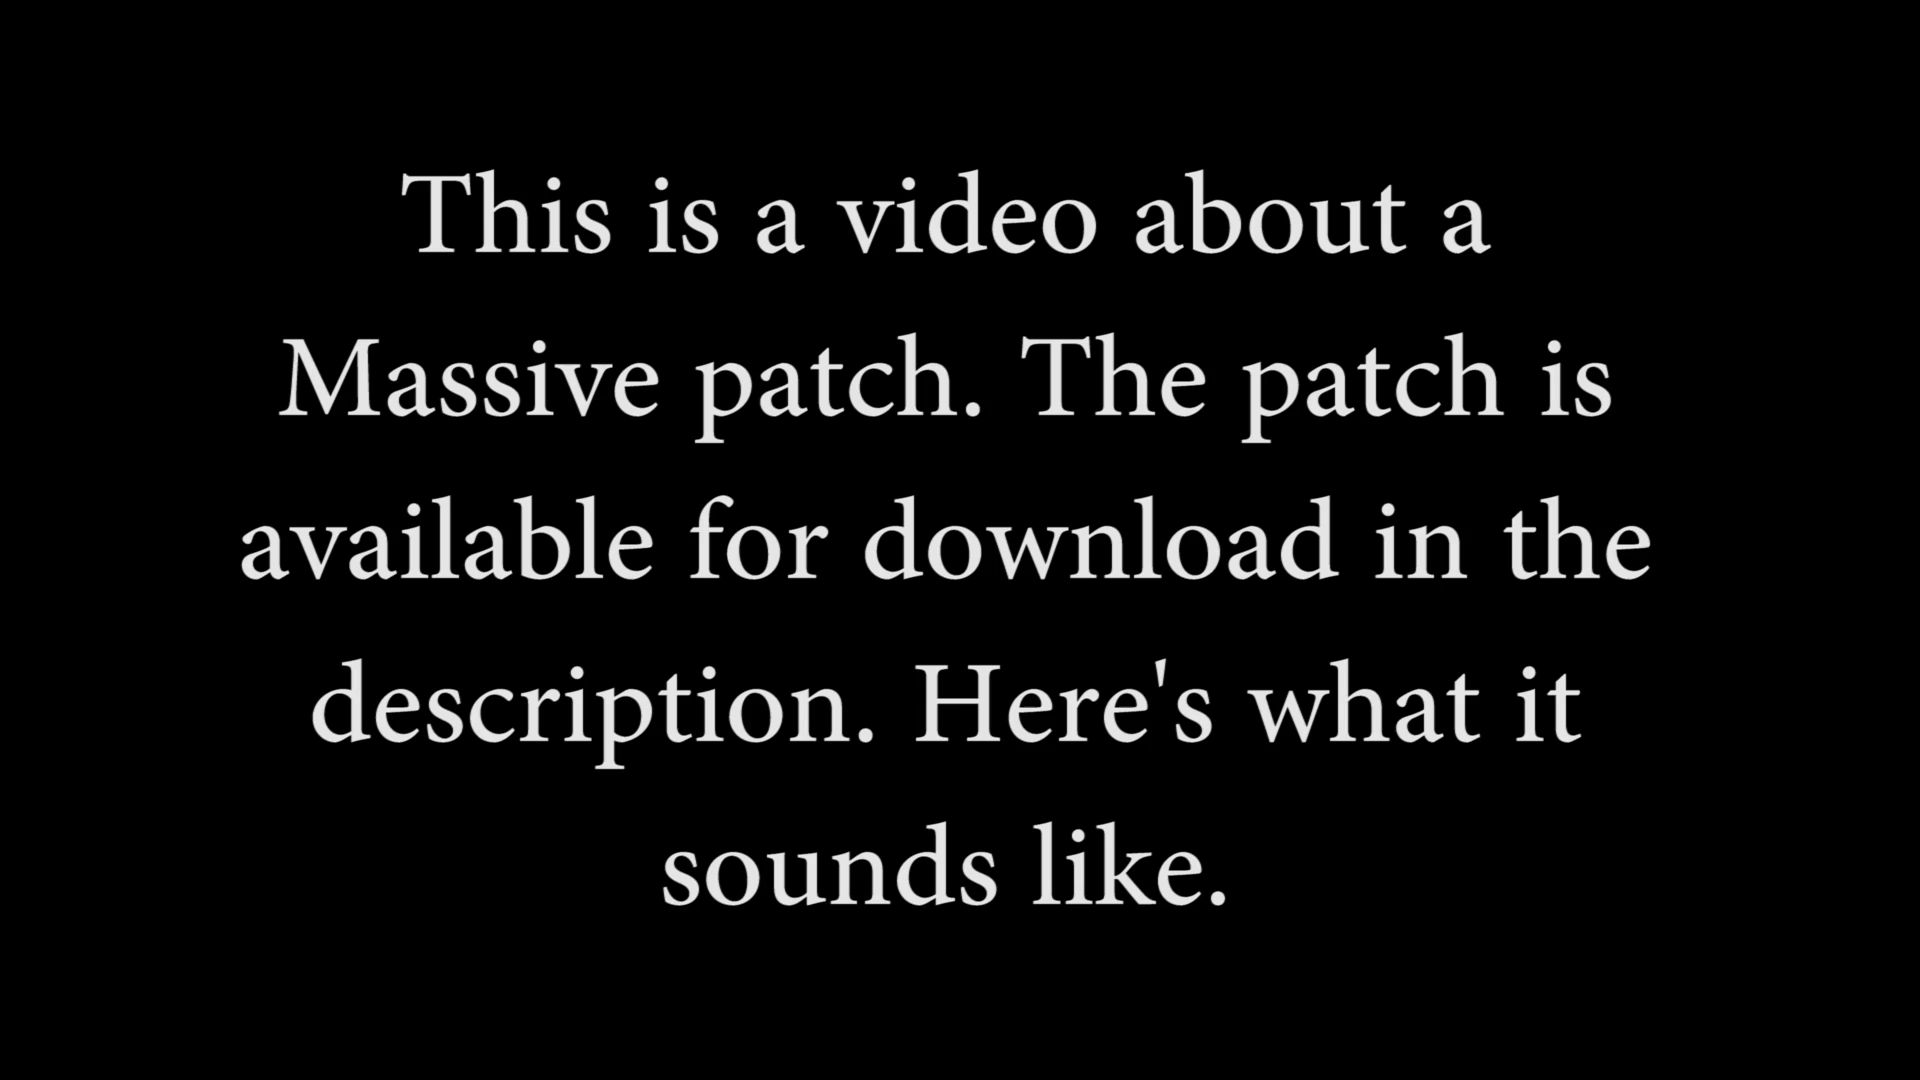 This is a video about a
Massive patch. The patch is
available for download in the
description. Here's what it
sounds like.